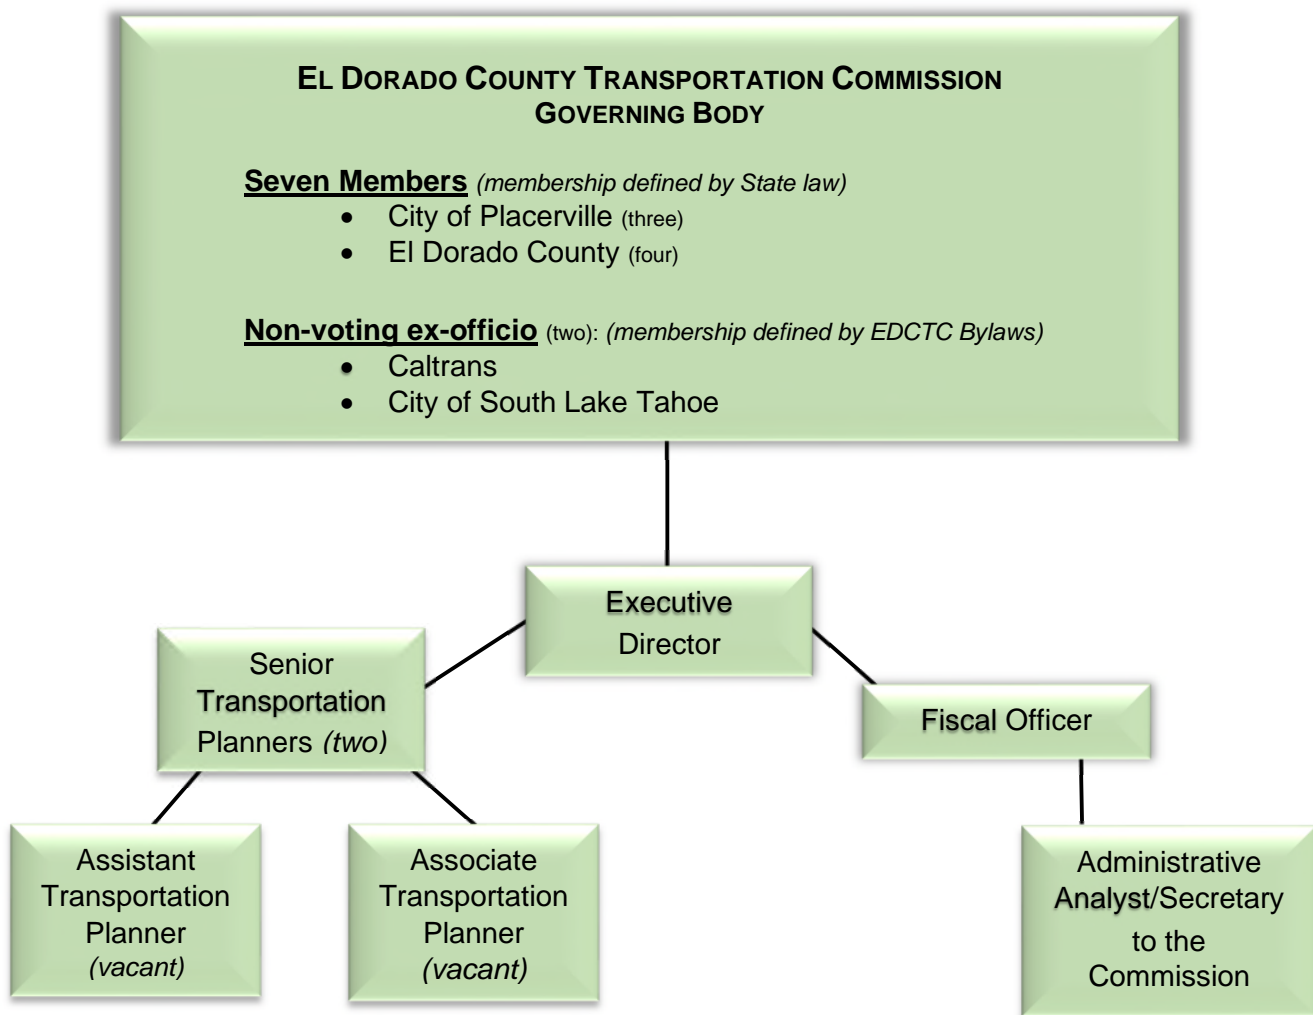 EL DORADO COUNTY TRANSPORTATION COMMISSION
GOVERNING BODY
Seven Members (membership defined by State law)
• City of Placerville (three)
• El Dorado County (four)
Non-voting ex-officio (two): (membership defined by EDCTC Bylaws)
• Caltrans
• City of South Lake Tahoe
Executive
Director
Senior
Transportation
Planners (two)
Fiscal Officer
Assistant
Transportation
Planner
(vacant)
Associate
Transportation
Planner
(vacant)
Administrative
Analyst/Secretary
to the
Commission